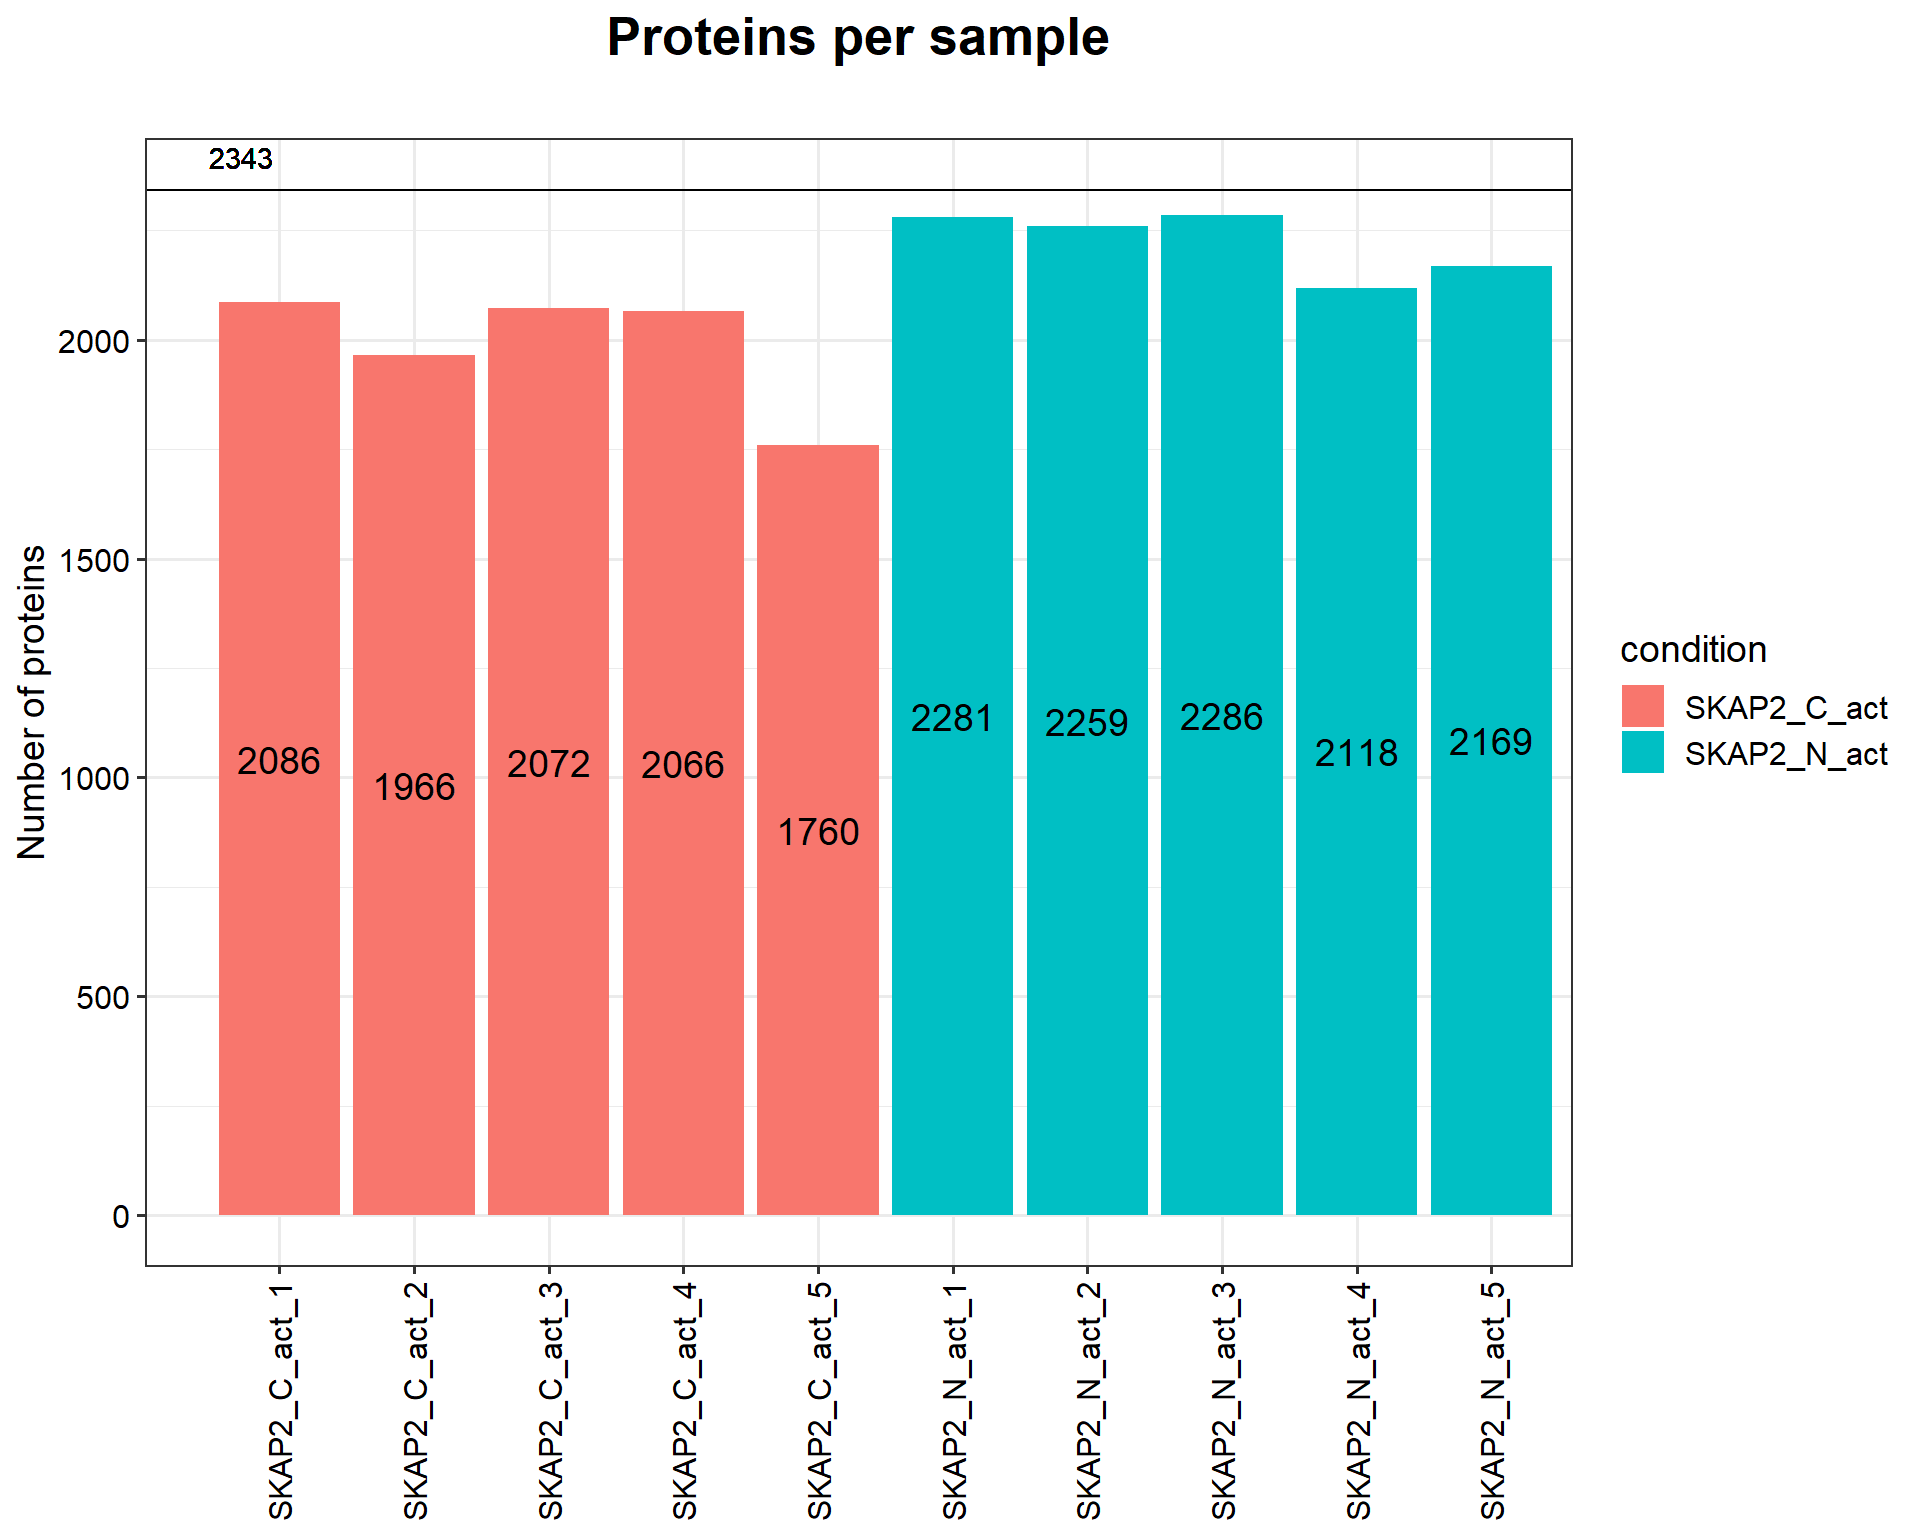 Proteins per sample
2343
Number of proteins
2000
1500
1000
500
0
2086
1966
2072
2066
1760
2281
2259
2286
2118
2169
SKAP2_C_act_1
SKAP2_C_act_2
SKAP2_C_act_3
SKAP2_C_act_4
SKAP2_C_act_5
SKAP2_N_act_1
SKAP2_N_act_2
SKAP2_N_act_3
SKAP2_N_act_4
SKAP2_N_act_5
condition
SKAP2_C_act
SKAP2_N_act